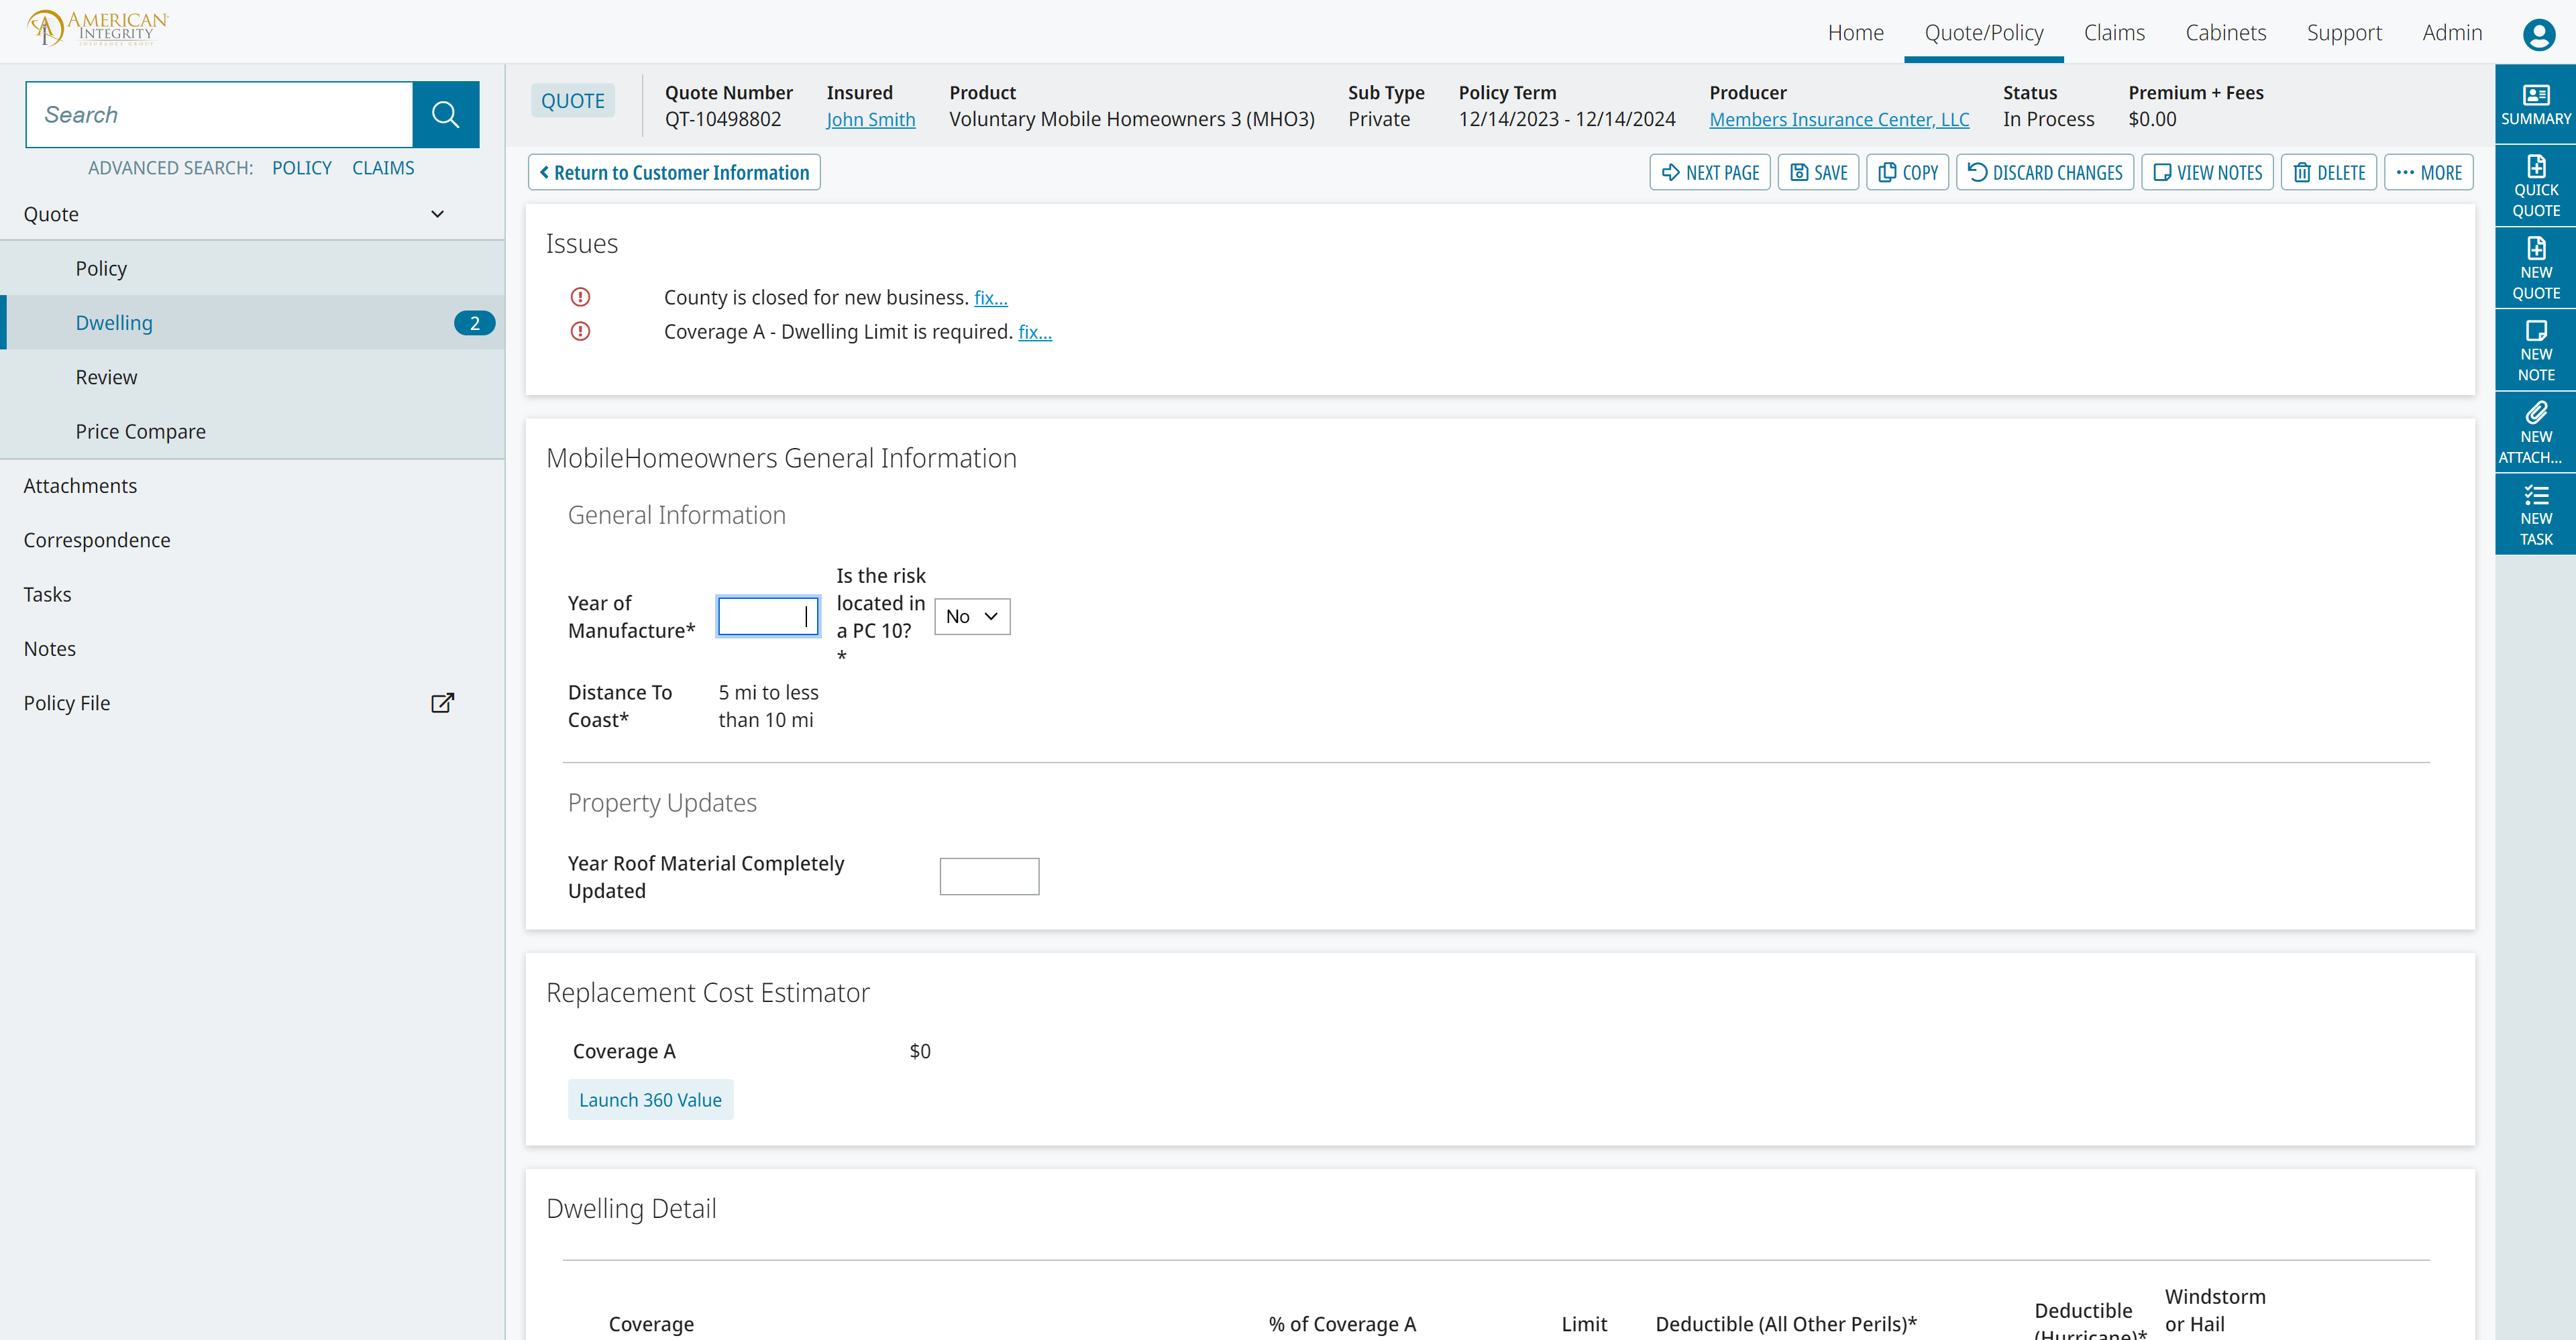 AMERICAN
INTEGRITY
INSURANCE GROUP
Home
Quote/Policy
Claims
Cabinets
Support
Admin
Search
ADVANCED SEARCH: POLICY CLAIMS
Quote
Policy
Dwelling 2
Review
Price Compare
Attachments
Correspondence
Tasks
Notes
Policy File
QUOTE
Quote Number
QT-10498802
Insured
John Smith
Product
Voluntary Mobile Homeowners 3 (MHO3)
Sub Type
Private
Policy Term
12/14/2023 - 12/14/2024
Producer
Members Insurance Center, LLC
Status
In Process
Premium + Fees
$0.00
Return to Customer Information
NEXT PAGE
SAVE
COPY
DISCARD CHANGES
VIEW NOTES
DELETE
MORE
Issues
County is closed for new business. fix...
Coverage A - Dwelling Limit is required. fix...
MobileHomeowners General Information
General Information
Year of
Manufacture*
Is the risk
located in
a PC 10?
*
No
Distance To
Coast*
5 mi to less
than 10 mi
Property Updates
Year Roof Material Completely
Updated
Replacement Cost Estimator
Coverage A $0
Launch 360 Value
Dwelling Detail
Coverage
% of Coverage A
Limit
Deductible (All Other Perils)*
Deductible
(Hurricane)*
Windstorm
or Hail
SUMMARY
QUICK
QUOTE
NEW
QUOTE
NEW
NOTE
NEW
ATTACH...
NEW
TASK